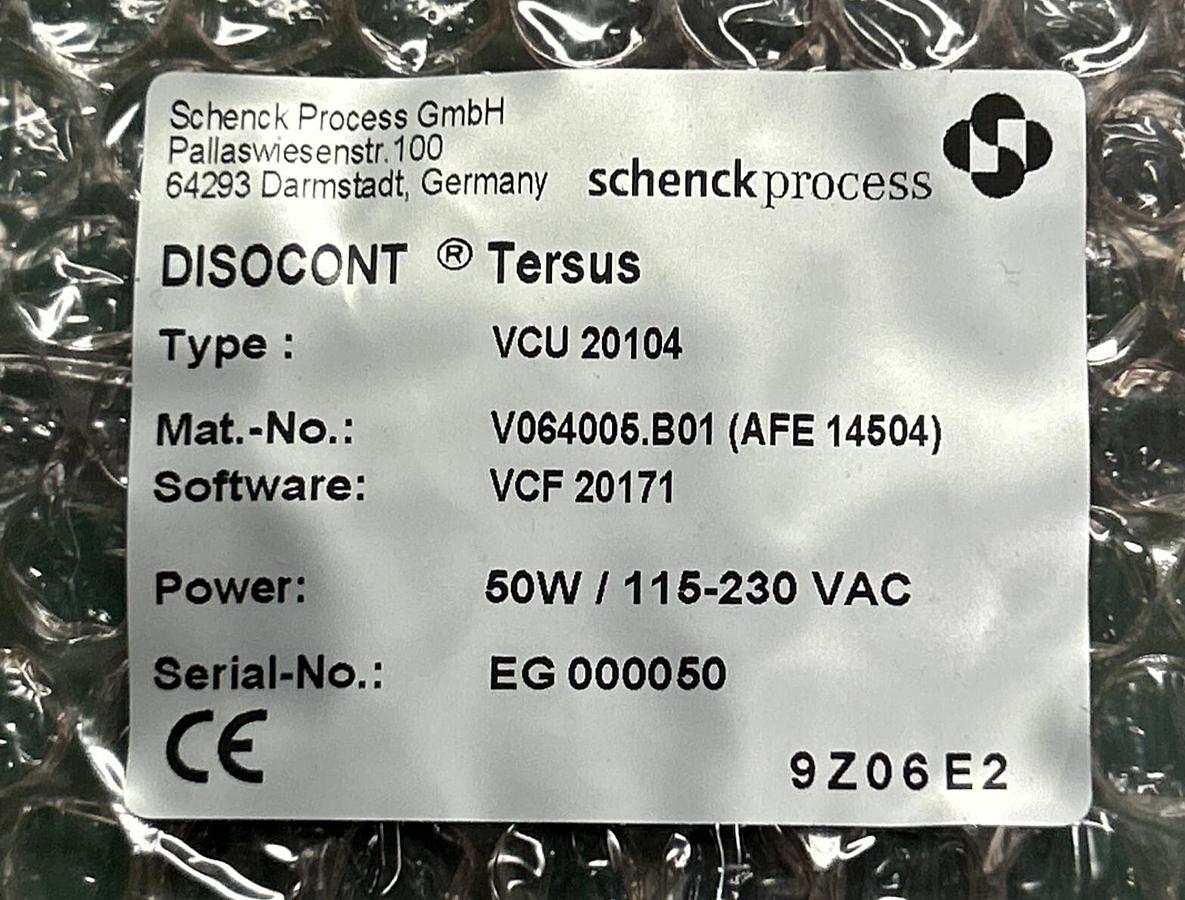 Schenck Process GmbH
Pallaswiesenstr.100
64293 Darmstadt, Germany
schenckprocess
DISOCONT ® Tersus
Type : VCU 20104
Mat.-No.: V064005.B01 (AFE 14504)
Software: VCF 20171
Power: 50W / 115-230 VAC
Serial-No.: EG 000050
CE
9Z06E2